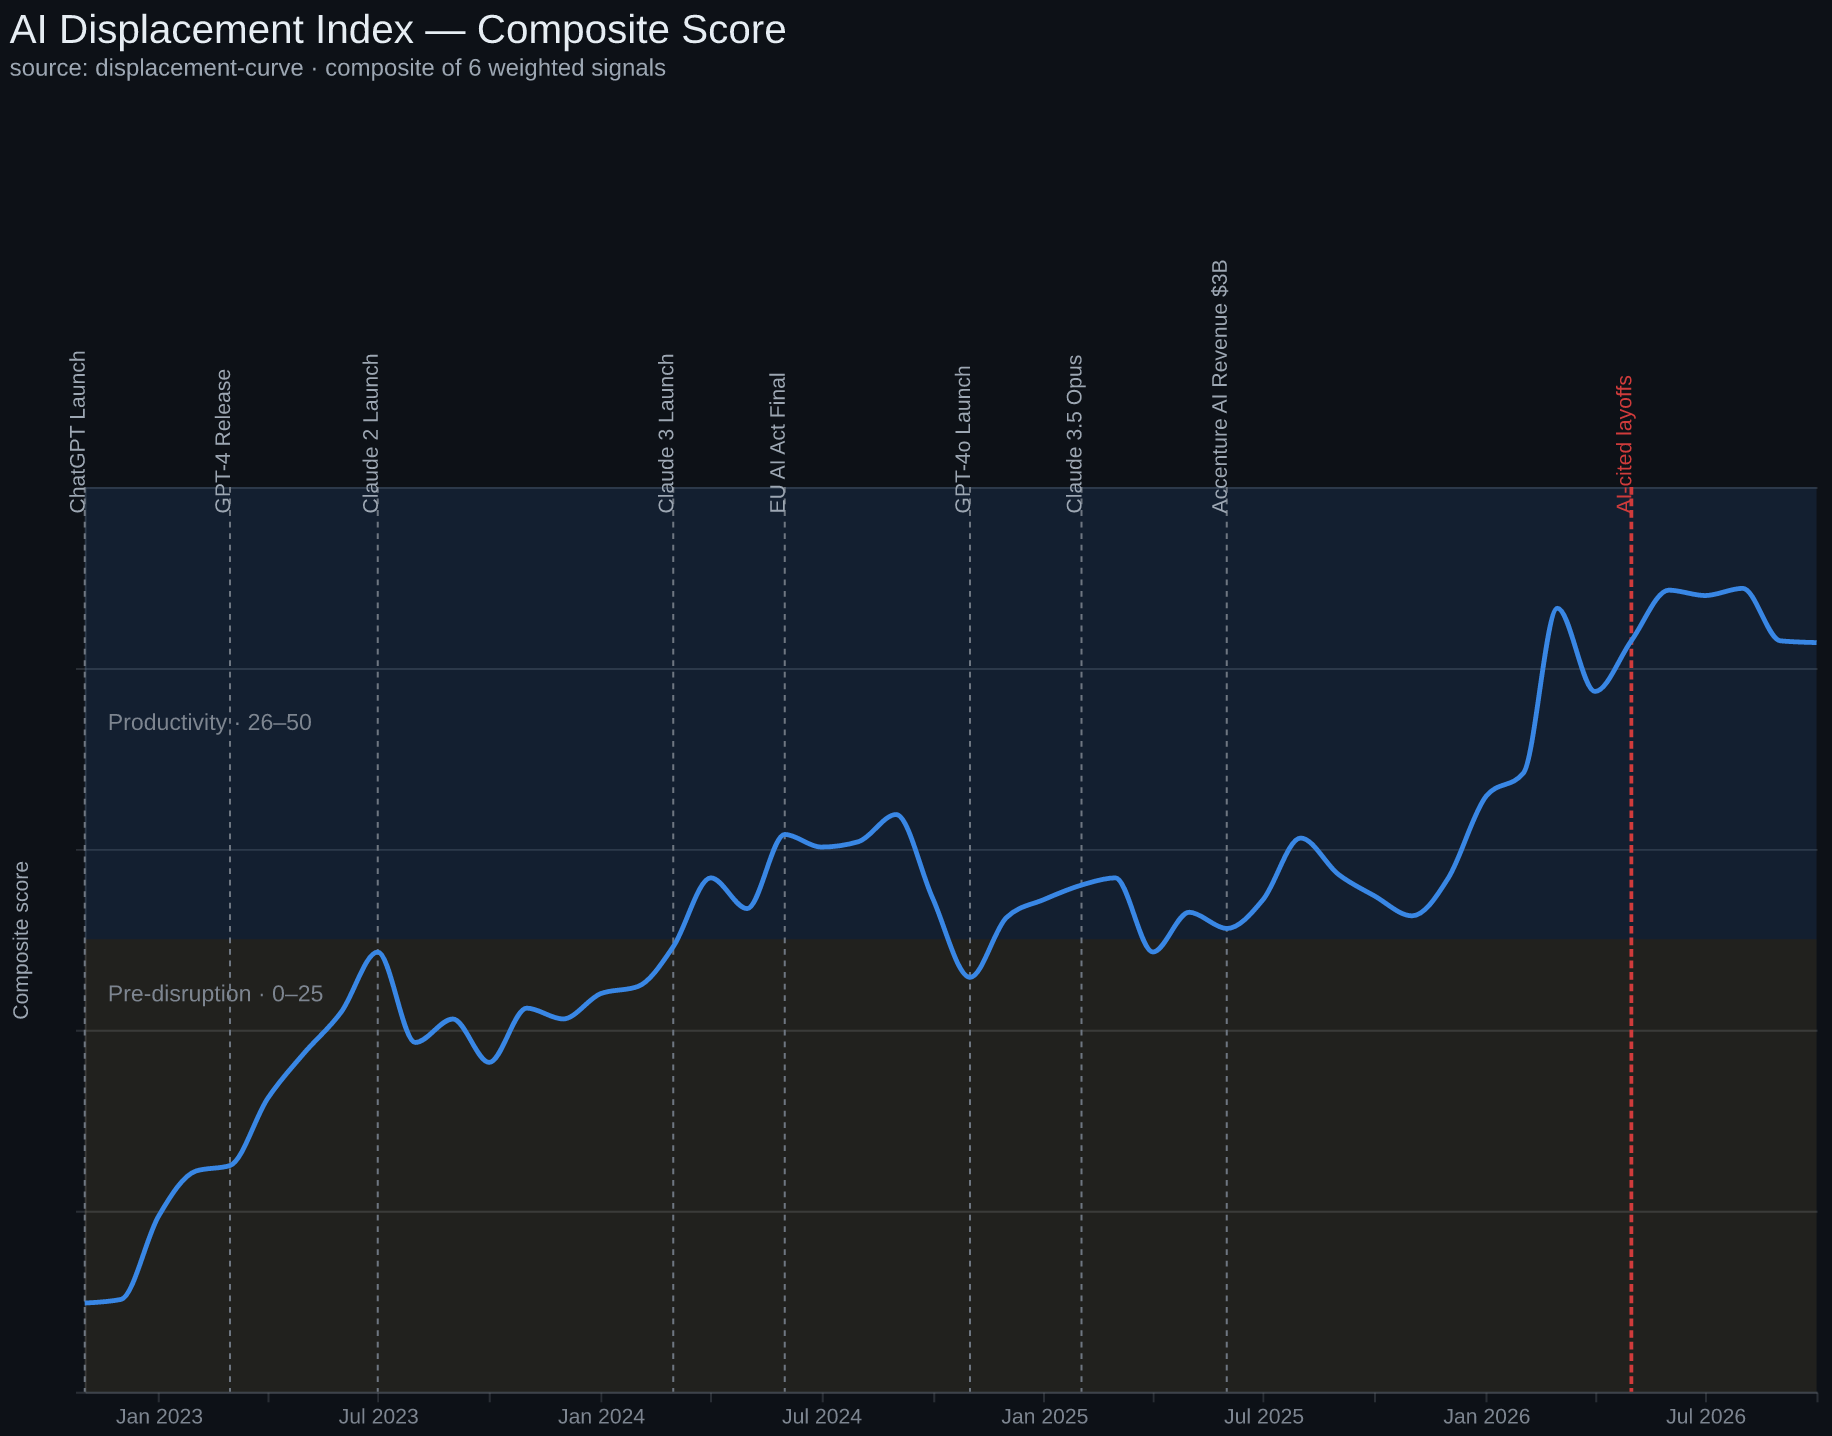 AI Displacement Index — Composite Score
source: displacement-curve · composite of 6 weighted signals
ChatGPT Launch
GPT-4 Release
Claude 2 Launch
Claude 3 Launch
EU AI Act Final
GPT-4o Launch
Claude 3.5 Opus
Accenture AI Revenue $3B
AI-cited layoffs
Productivity · 26–50
Pre-disruption · 0–25
Composite score
Jan 2023
Jul 2023
Jan 2024
Jul 2024
Jan 2025
Jul 2025
Jan 2026
Jul 2026